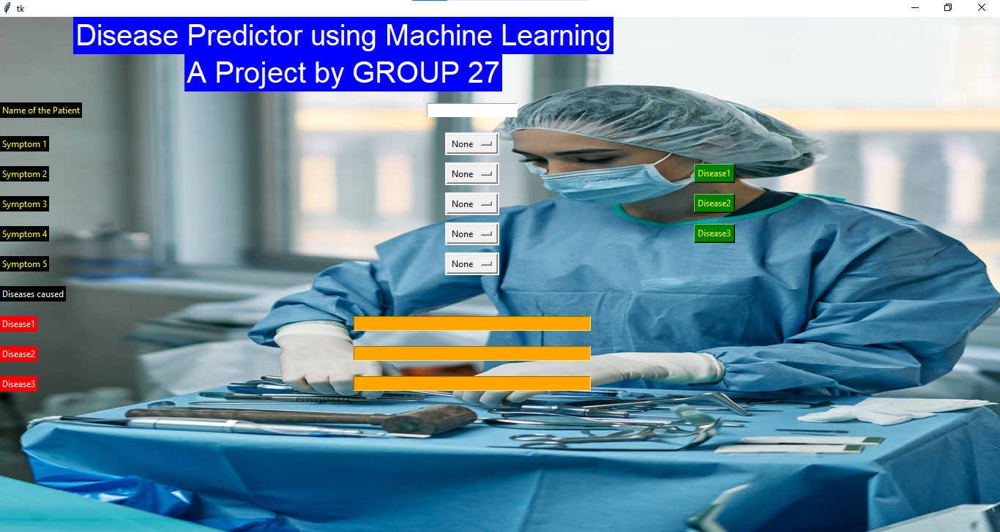 tk
Disease Predictor using Machine Learning
A Project by GROUP 27
Name of the Patient
Symptom 1
None
Symptom 2
None
Disease1
Symptom 3
None
Disease2
Symptom 4
None
Disease3
Symptom 5
None
Diseases caused
Disease1
Disease2
Disease3